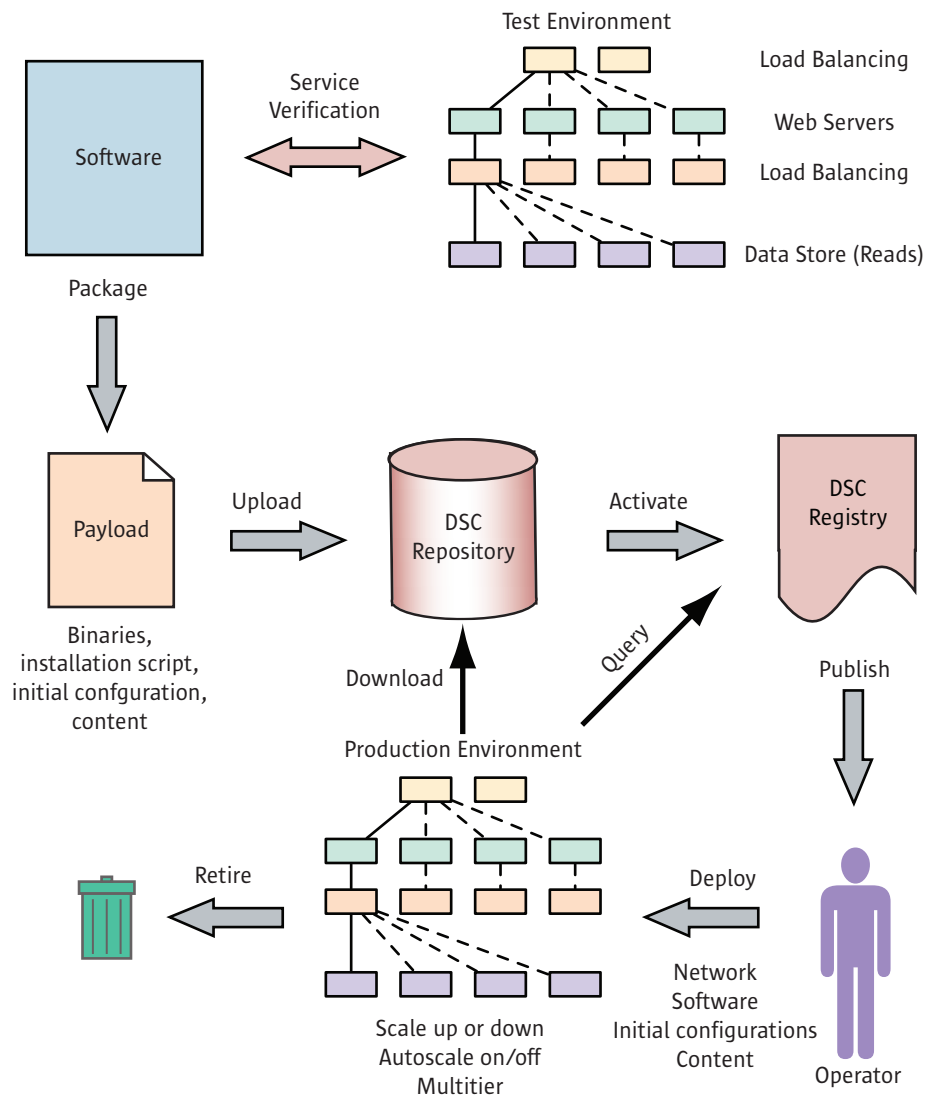 Test Environment
Load Balancing
Service
Verification
Web Servers
Software
Load Balancing
Data Store (Reads)
Package
Payload
Upload
DSC
Repository
Activate
DSC
Registry
Binaries,
installation script,
initial confguration,
content
Download
Query
Publish
Production Environment
Retire
Deploy
Network
Software
Initial configurations
Content
Scale up or down
Autoscale on/off
Multitier
Operator